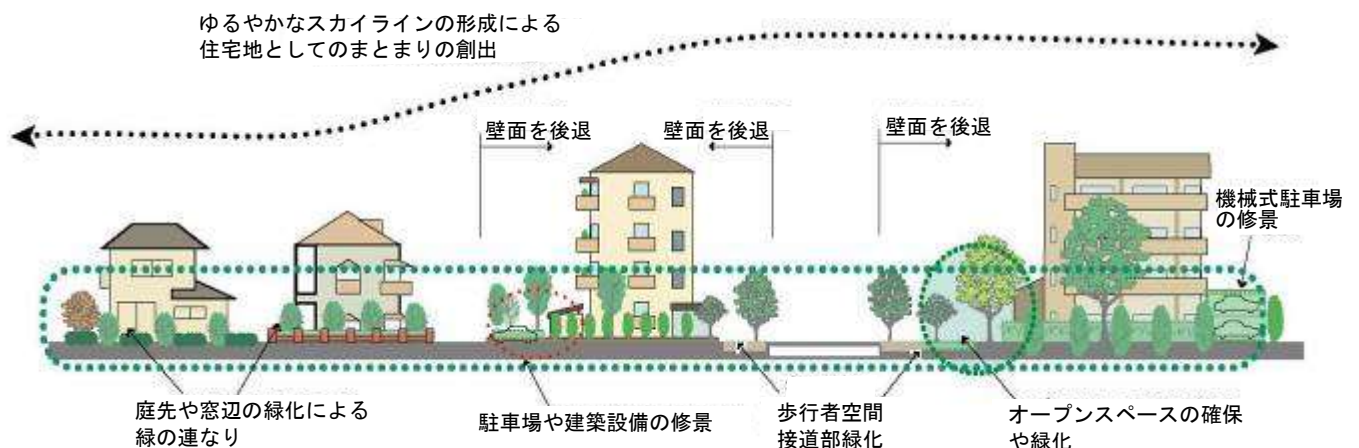 ゆるやかなスカイラインの形成による
住宅地としてのまとまりの創出
壁面を後退
壁面を後退
壁面を後退
機械式駐車場
の修景
庭先や窓辺の緑化による
緑の連なり
駐車場や建築設備の修景
歩行者空間
接道部緑化
オープンスペースの確保
や緑化